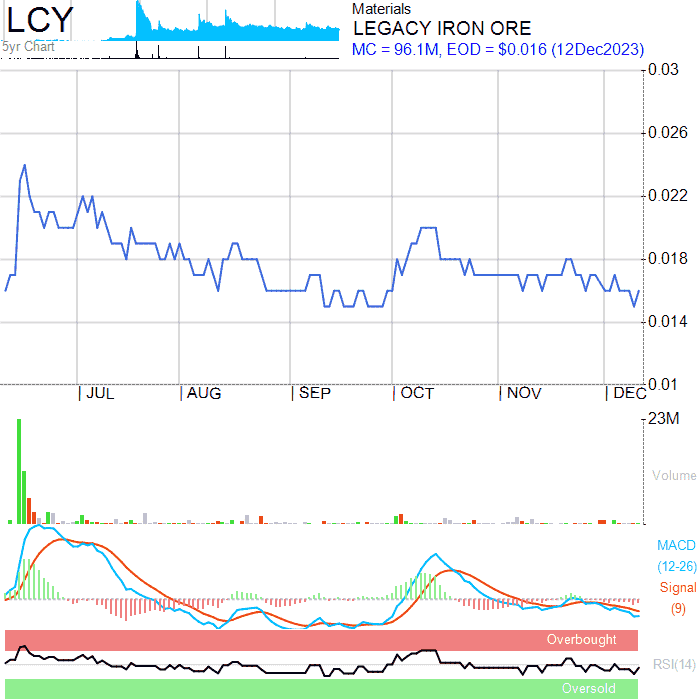 LCY
5yr Chart
Materials
LEGACY IRON ORE
MC = 96.1M, EOD = $0.016 (12Dec2023)
0.03
0.026
0.022
0.018
0.014
0.01
JUL AUG SEP OCT NOV DEC
23M
Volume
MACD
(12-26)
Signal
(9)
Overbought
RSI(14)
Oversold